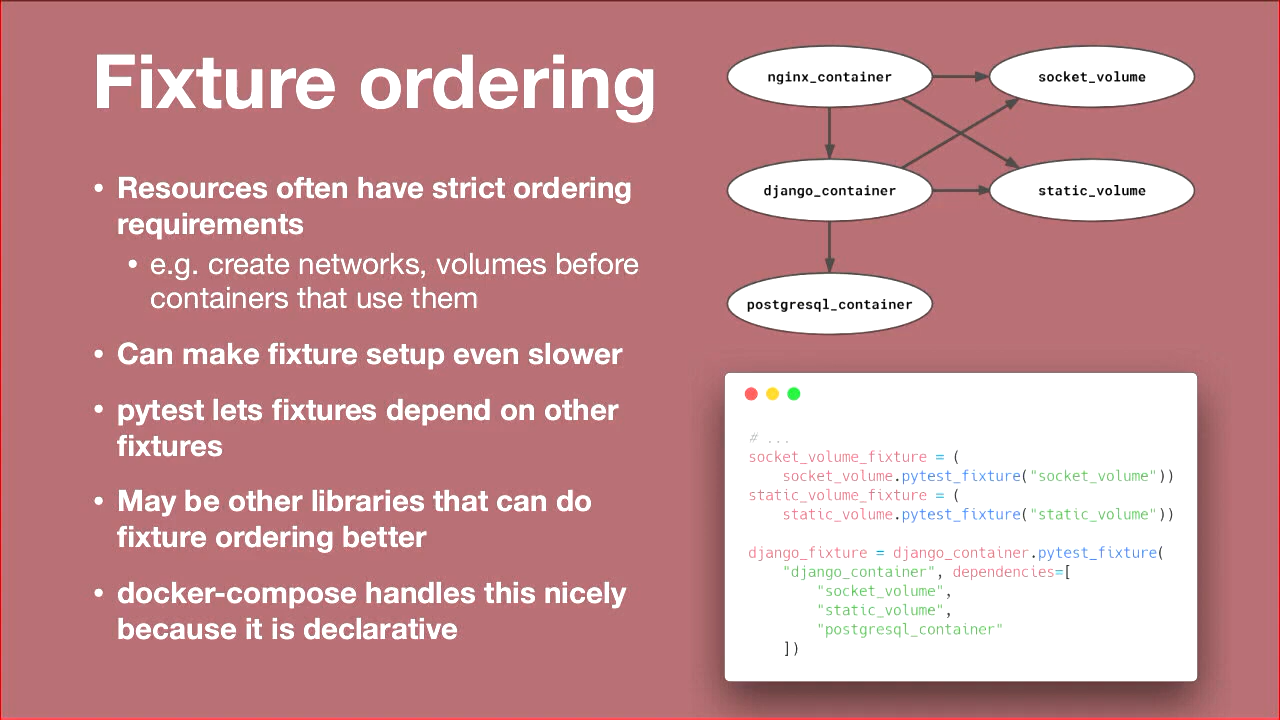 Fixture ordering
• Resources often have strict ordering
requirements
• e.g. create networks, volumes before
containers that use them
• Can make fixture setup even slower
• pytest lets fixtures depend on other
fixtures
• May be other libraries that can do
fixture ordering better
• docker-compose handles this nicely
because it is declarative
nginx_container
socket_volume
django_container
static_volume
postgresql_container
# ...
socket_volume_fixture = (
    socket_volume.pytest_fixture("socket_volume"))
static_volume_fixture = (
    static_volume.pytest_fixture("static_volume"))
django_fixture = django_container.pytest_fixture(
    "django_container", dependencies=[
        "socket_volume",
        "static_volume",
        "postgresql_container"
    ])